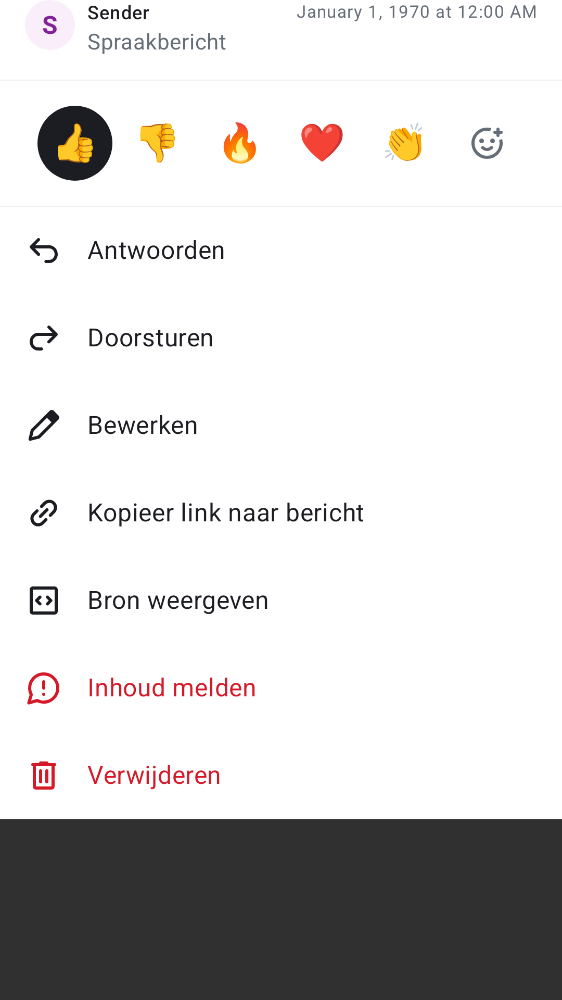 S
Sender
January 1, 1970 at 12:00 AM
Spraakbericht
Antwoorden
Doorsturen
Bewerken
Kopieer link naar bericht
Bron weergeven
Inhoud melden
Verwijderen